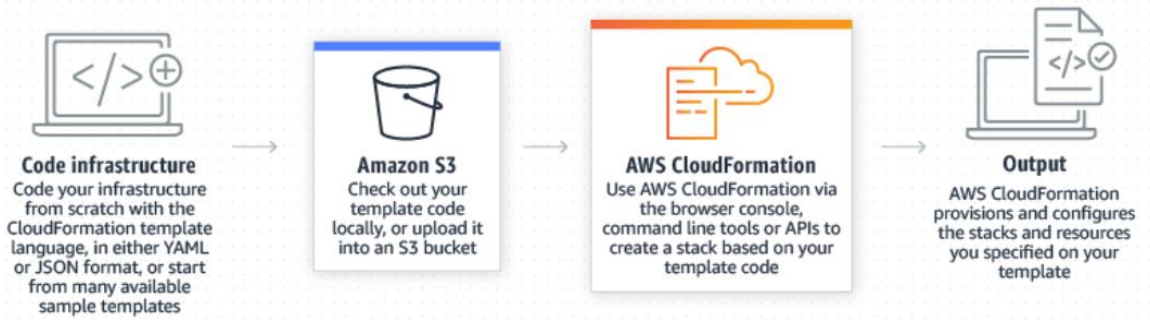 </>
Code infrastructure
Code your infrastructure
from scratch with the
CloudFormation template
language, in either YAML
or JSON format, or start
from many available
sample templates
Amazon S3
Check out your
template code
locally, or upload it
into an S3 bucket
AWS CloudFormation
Use AWS CloudFormation via
the browser console,
command line tools or APIs to
create a stack based on your
template code
</>
Output
AWS CloudFormation
provisions and configures
the stacks and resources
you specified on your
template